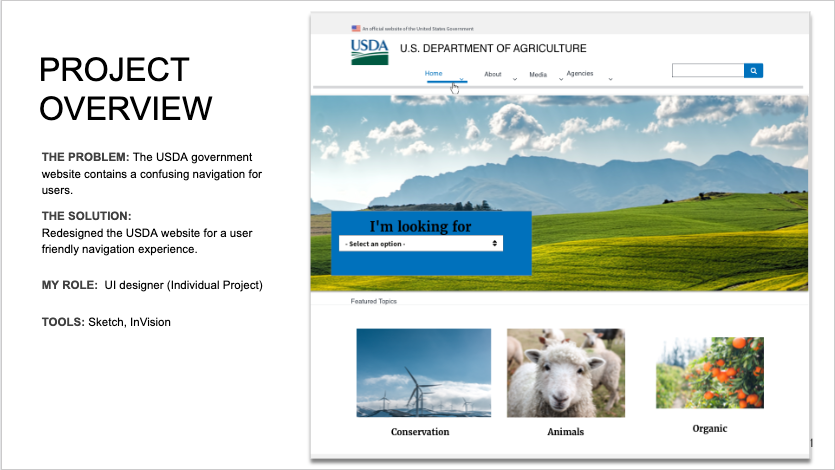 PROJECT
OVERVIEW
THE PROBLEM: The USDA government
website contains a confusing navigation for
users.
THE SOLUTION:
Redesigned the USDA website for a user
friendly navigation experience.
MY ROLE: UI designer (Individual Project)
TOOLS: Sketch, InVision
An official website of the United States Government
USDA
U.S. DEPARTMENT OF AGRICULTURE
Home About Media Agencies
I'm looking for
- Select an option -
Featured Topics
Conservation Animals Organic